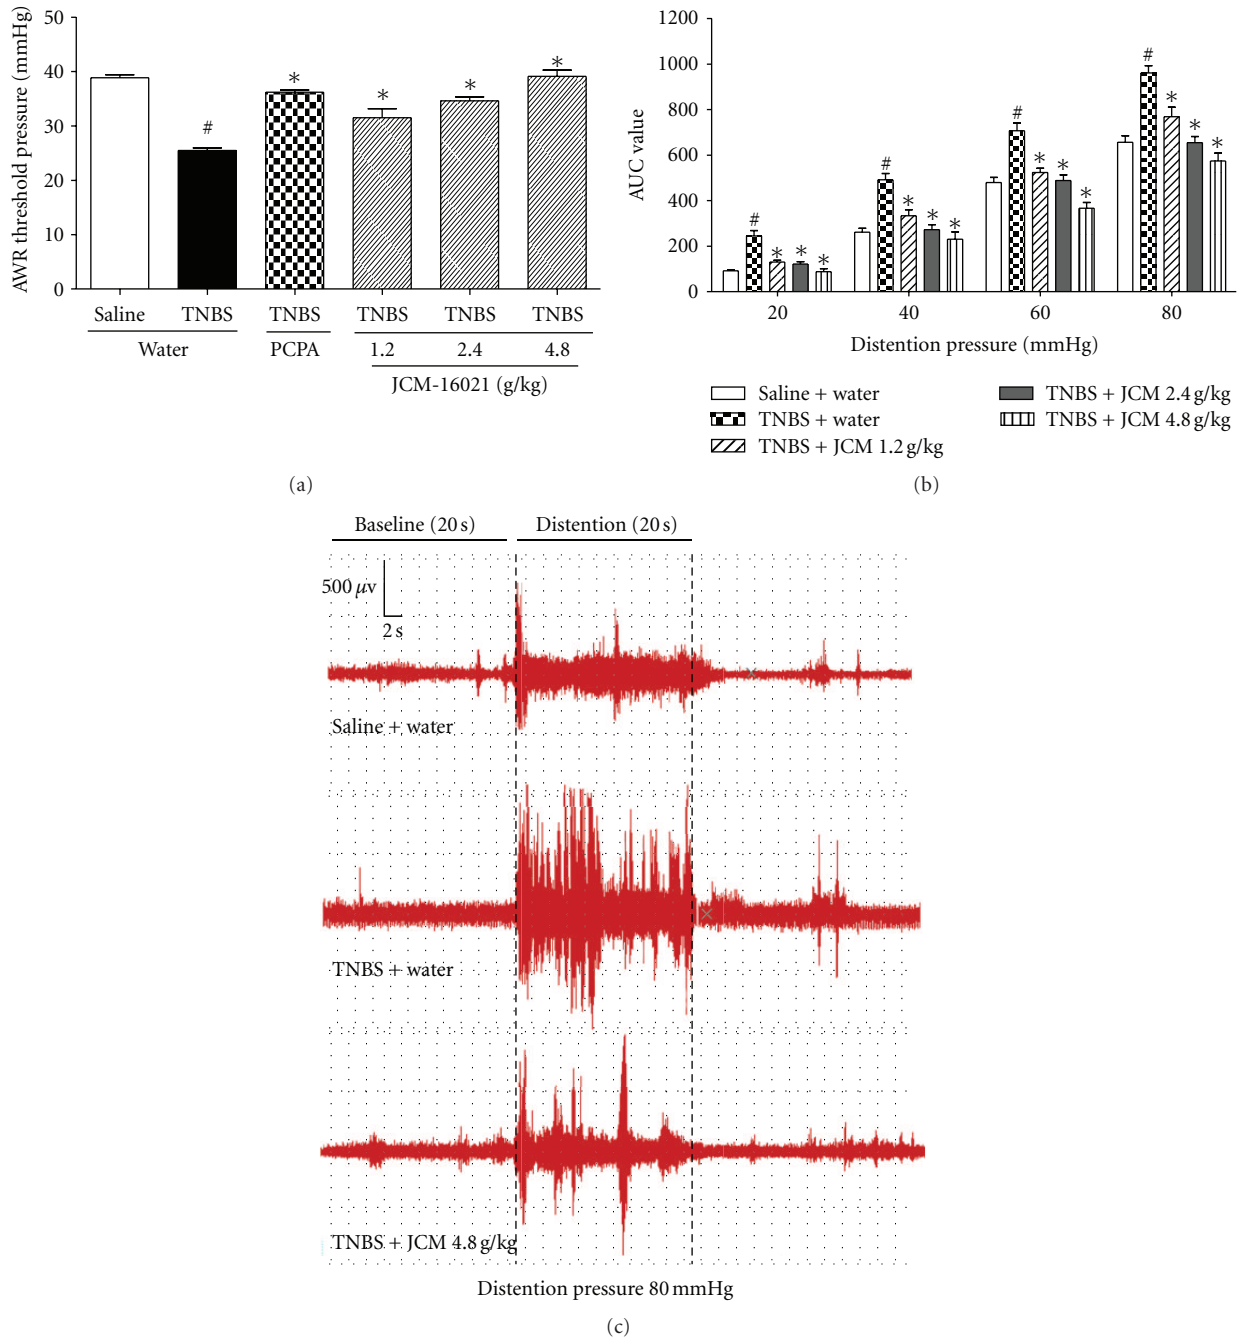 AWR threshold pressure (mmHg)
50
40
30
20
10
0
#
*
*
*
*
Saline TNBS TNBS TNBS TNBS TNBS
Water PCPA 1.2 2.4 4.8
JCM-16021 (g/kg)
(a)
AUC value
1200
1000
800
600
400
200
0
# * * *
# * * *
# * * *
# * * *
20 40 60 80
Distention pressure (mmHg)
Saline + water
TNBS + water
TNBS + JCM 1.2 g/kg
TNBS + JCM 2.4 g/kg
TNBS + JCM 4.8 g/kg
(b)
Baseline (20 s) Distention (20 s)
500 μv
2 s
Saline + water
TNBS + water
TNBS + JCM 4.8 g/kg
Distention pressure 80 mmHg
(c)